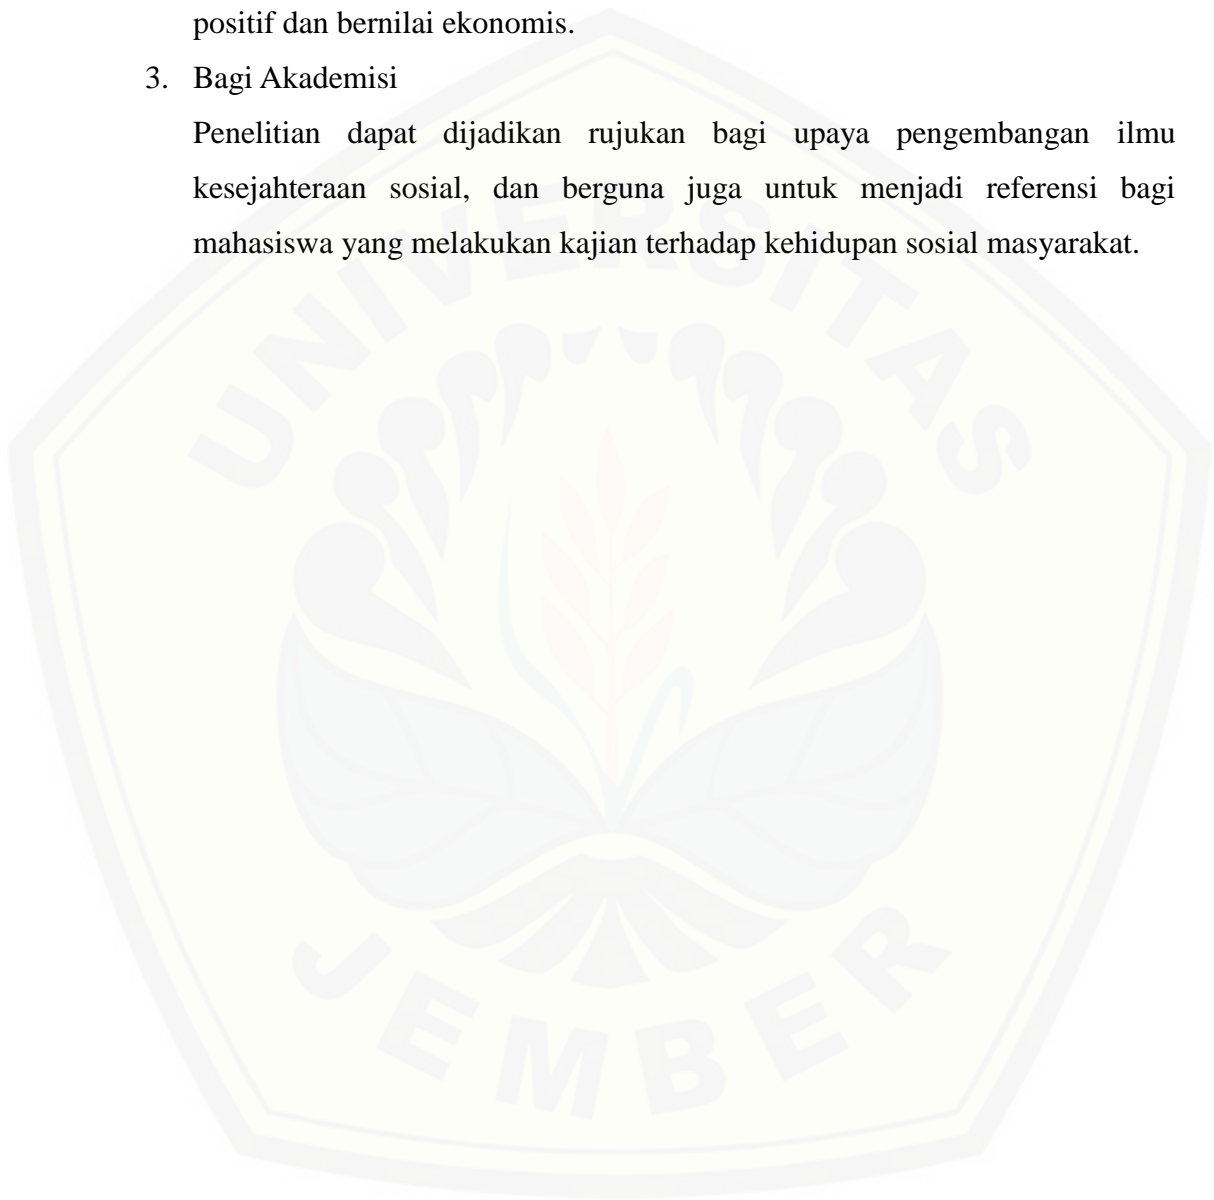 positif dan bernilai ekonomis.
3. Bagi Akademisi
Penelitian dapat dijadikan rujukan bagi upaya pengembangan ilmu
kesejahteraan sosial, dan berguna juga untuk menjadi referensi bagi
mahasiswa yang melakukan kajian terhadap kehidupan sosial masyarakat.
UNIVERSITAS
JEMBER